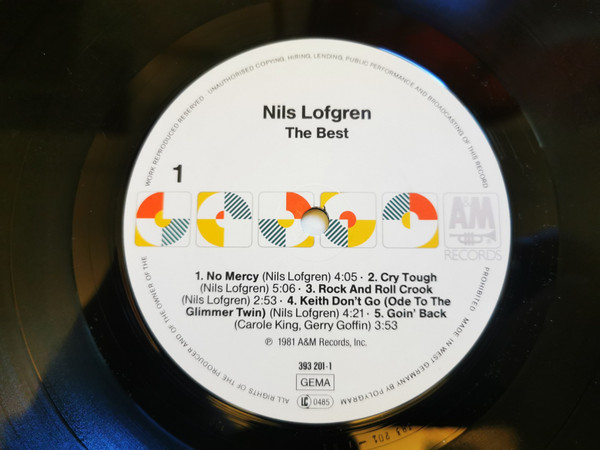 WORK REPRODUCED RESERVED · UNAUTHORISED COPYING, HIRING, LENDING, PUBLIC PERFORMANCE AND BROADCASTING OF THIS RECORD
Nils Lofgren
The Best
1
A&M
RECORDS
1. No Mercy (Nils Lofgren) 4:05 · 2. Cry Tough
(Nils Lofgren) 5:06 · 3. Rock And Roll Crook
(Nils Lofgren) 2:53 · 4. Keith Don't Go (Ode To The
Glimmer Twin) (Nils Lofgren) 4:21 · 5. Goin' Back
(Carole King, Gerry Goffin) 3:53
℗ 1981 A&M Records, Inc.
393 201-1
GEMA
LC 0485
ALL RIGHTS OF THE PRODUCER AND OF THE OWNER OF THE
PROHIBITED · MADE IN WEST GERMANY BY POLYGRAM